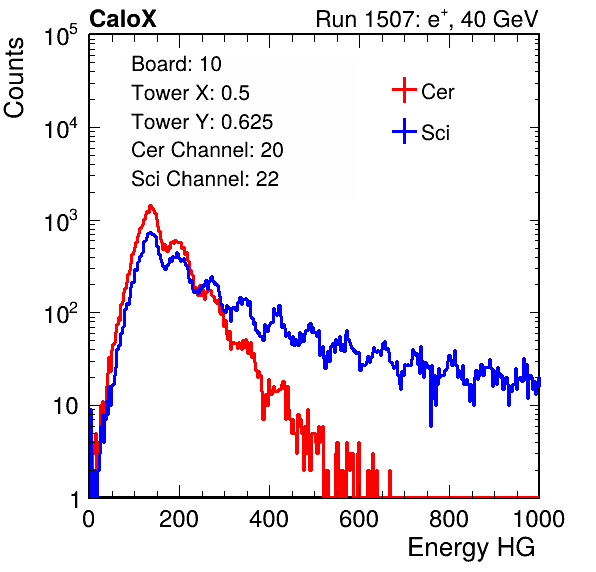 CaloX Run 1507: e⁺, 40 GeV
Counts
Board: 10
Tower X: 0.5
Tower Y: 0.625
Cer Channel: 20
Sci Channel: 22
Cer
Sci
10⁵
10⁴
10³
10²
10
1
0 200 400 600 800 1000
Energy HG